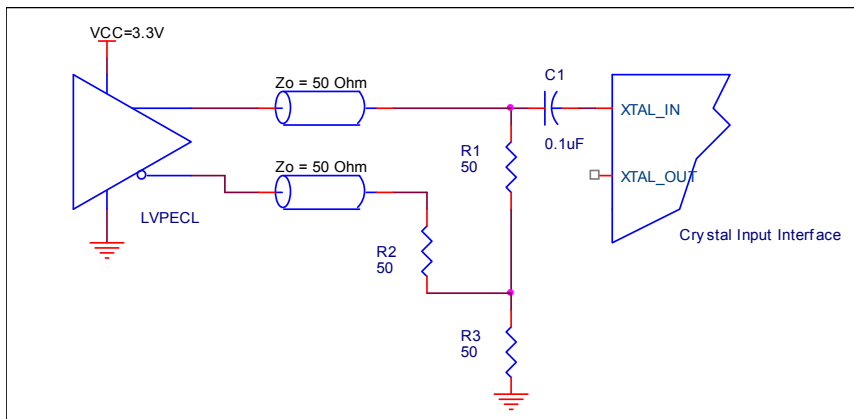 VCC=3.3V
Zo = 50 Ohm
C1
XTAL_IN
0.1uF
R1
50
Zo = 50 Ohm
XTAL_OUT
LVPECL
Crystal Input Interface
R2
50
R3
50